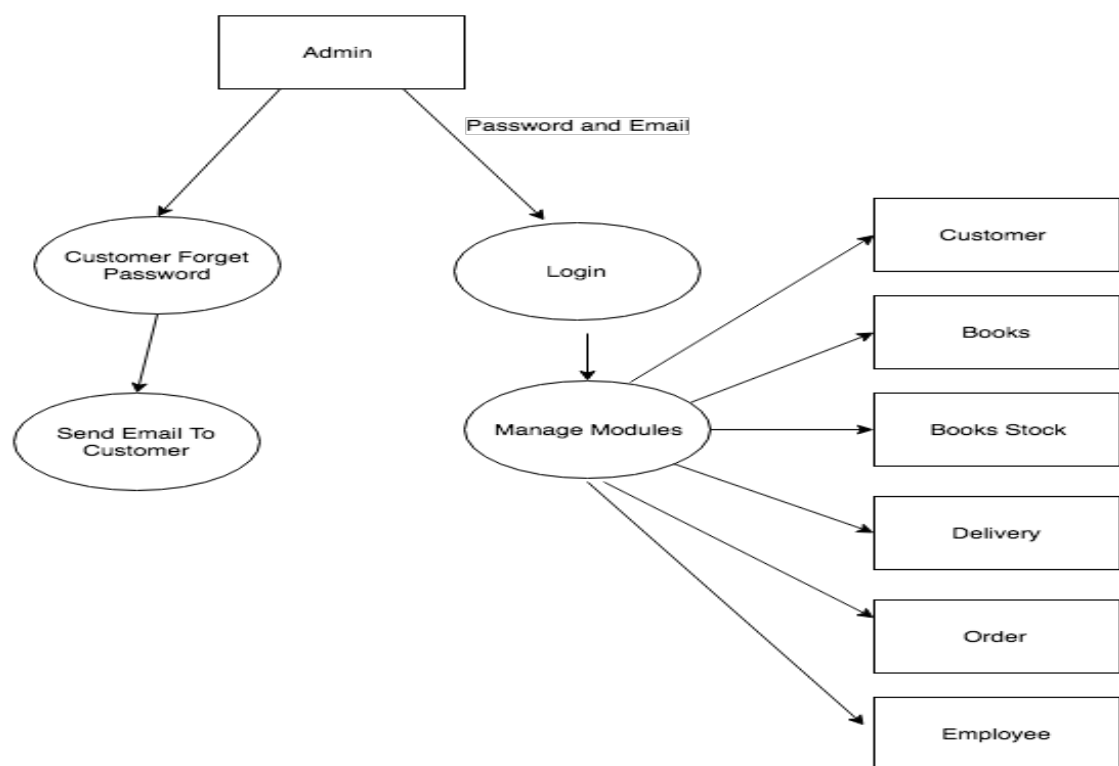 Admin
Password and Email
Customer Forget
Password
Login
Customer
Books
Send Email To
Customer
Manage Modules
Books Stock
Delivery
Order
Employee